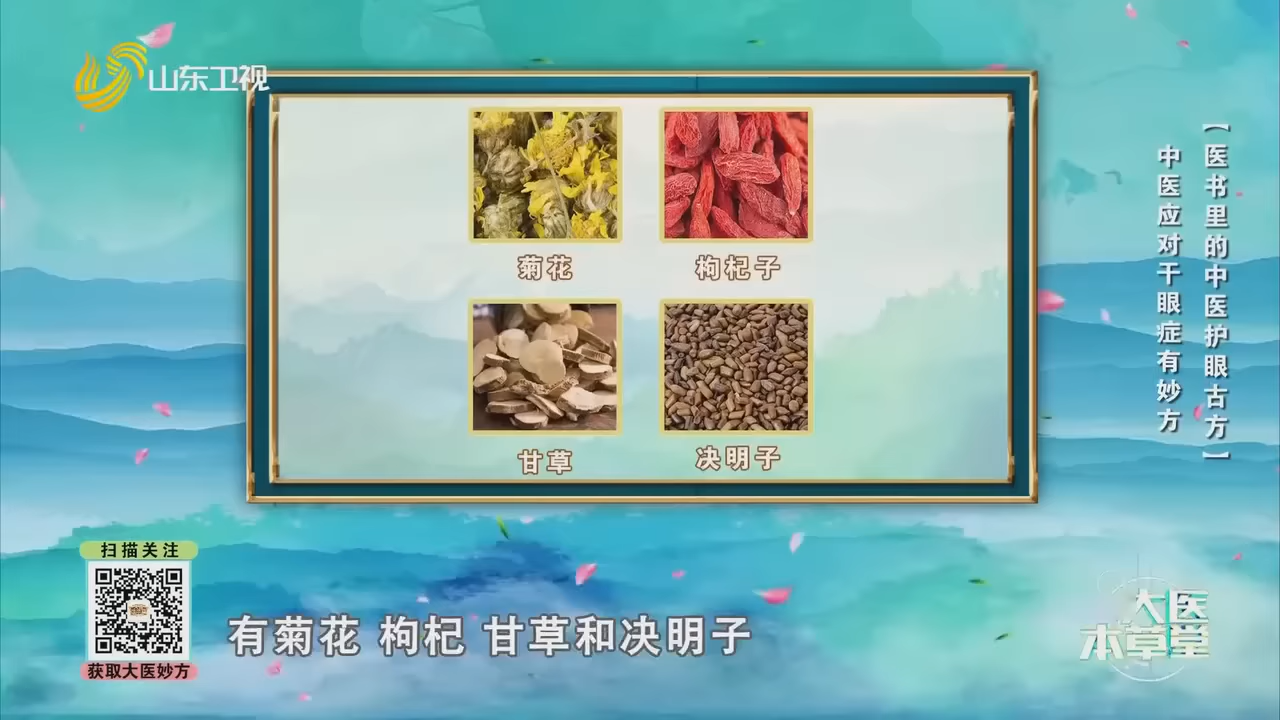 山东卫视
【医书里的中医护眼古方】
中医应对干眼症有妙方
菊花
枸杞子
甘草
决明子
扫描关注
获取大医妙方
有菊花 枸杞 甘草和决明子
大医
本草堂